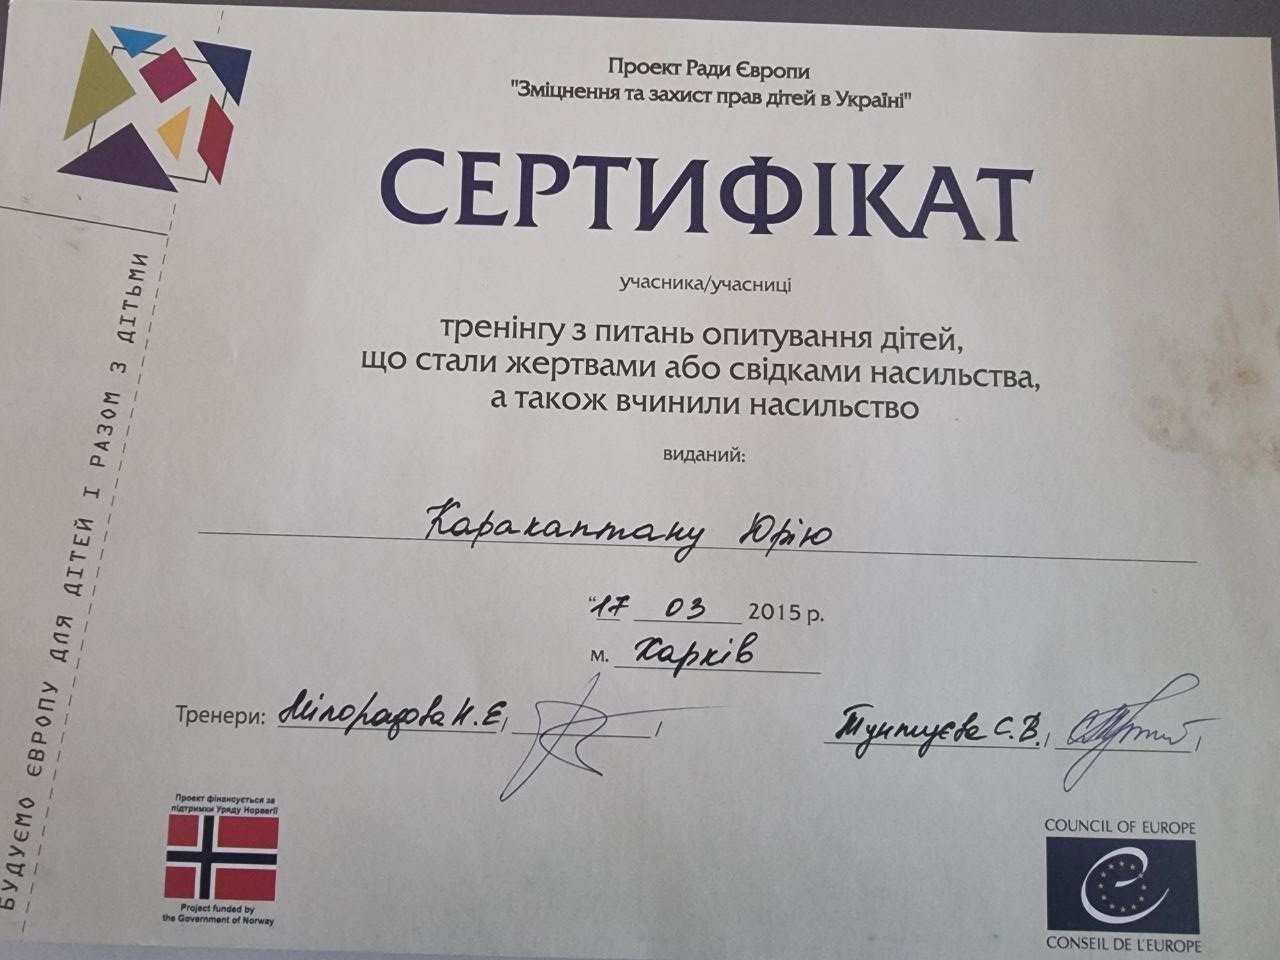 Проект Ради Європи
"Зміцнення та захист прав дітей в Україні"
СЕРТИФІКАТ
учасника/учасниці
тренінгу з питань опитування дітей,
що стали жертвами або свідками насильства,
а також вчинили насильство
виданий:
Каракаптану Юрію
"17 03 2015 р.
м. Харків
Тренери: Мілорадова Н. Е, / /
С. В. / /
БУДУЄМО ЄВРОПУ ДЛЯ ДІТЕЙ І РАЗОМ З ДІТЬМИ
Проект фінансується за
підтримки Уряду Норвегії
Project funded by
the Government of Norway
COUNCIL OF EUROPE
CONSEIL DE L'EUROPE